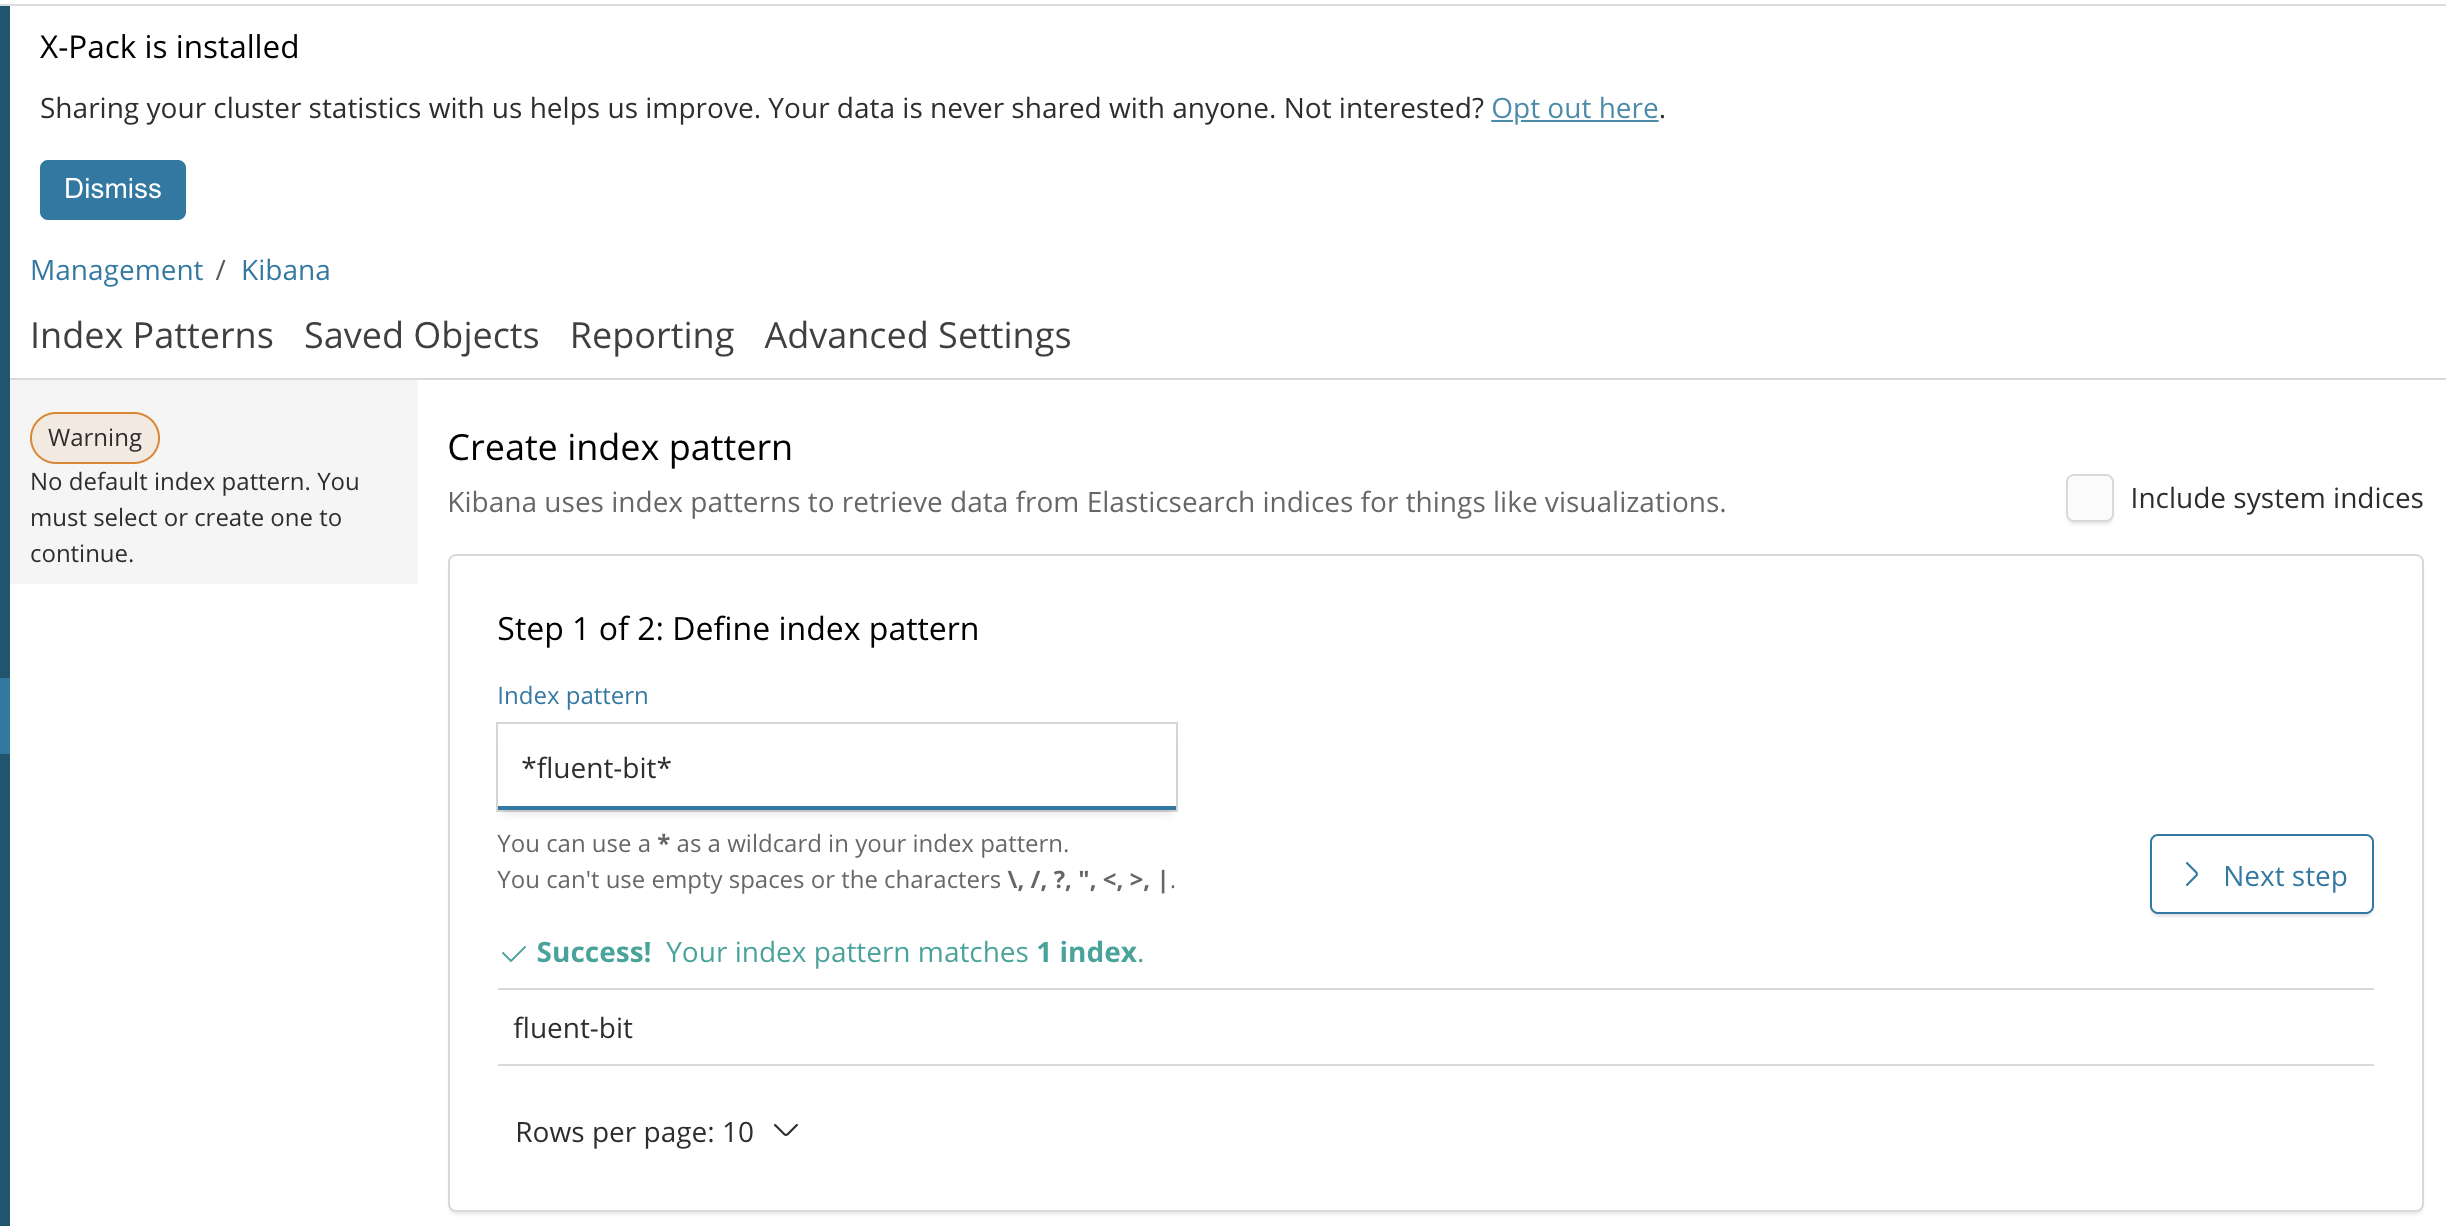 X-Pack is installed
Sharing your cluster statistics with us helps us improve. Your data is never shared with anyone. Not interested? Opt out here.
Dismiss
Management / Kibana
Index Patterns Saved Objects Reporting Advanced Settings
Warning
No default index pattern. You
must select or create one to
continue.
Create index pattern
Kibana uses index patterns to retrieve data from Elasticsearch indices for things like visualizations.
Include system indices
Step 1 of 2: Define index pattern
Index pattern
*fluent-bit*
You can use a * as a wildcard in your index pattern.
You can't use empty spaces or the characters \, /, ?, ", <, >, |.
Next step
Success! Your index pattern matches 1 index.
fluent-bit
Rows per page: 10